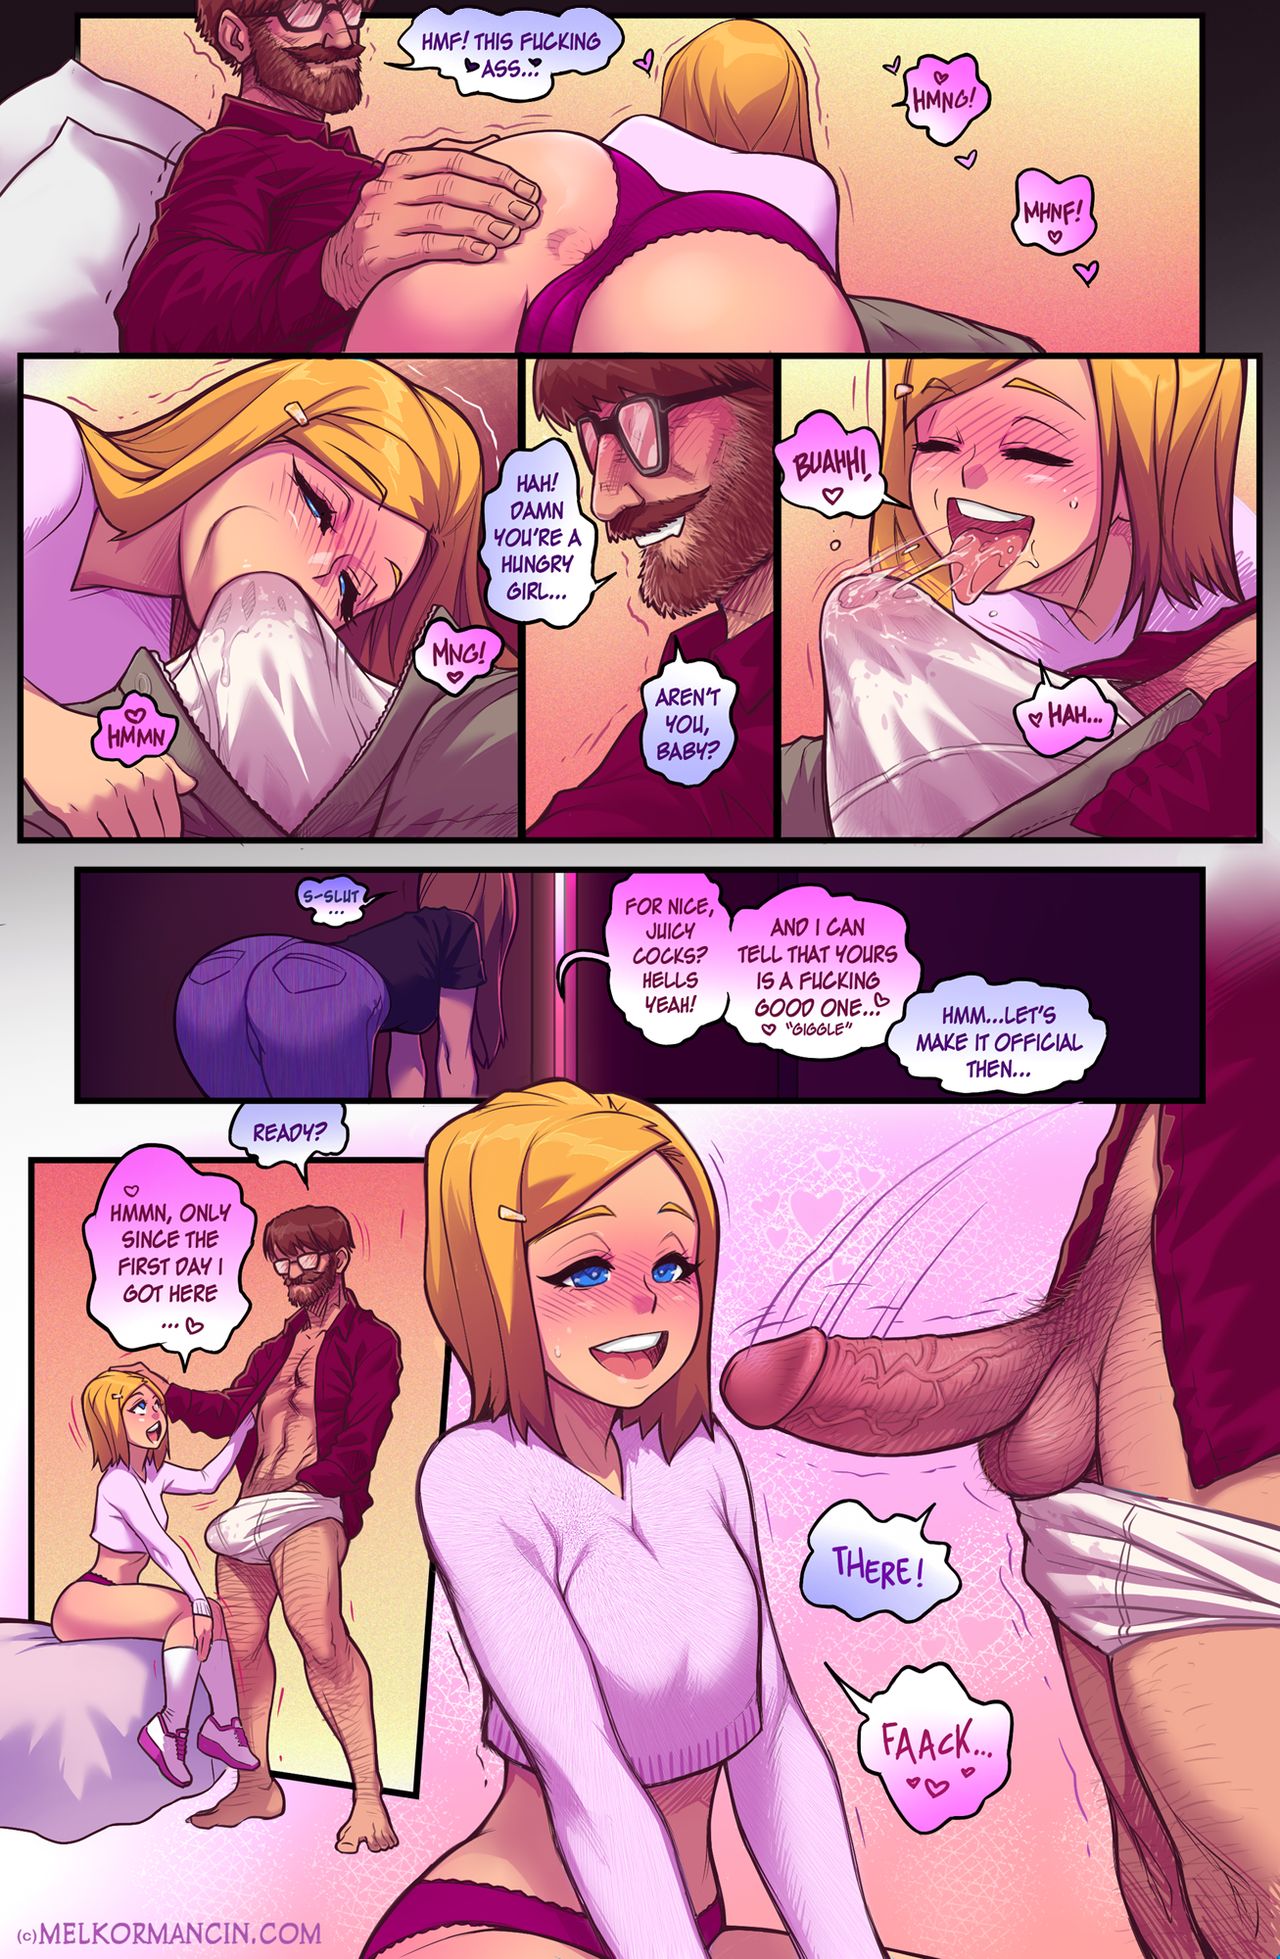 HMF! THIS FUCKING
ASS...
HMNG!
MHNF!
HMMN
MNG!
HAH!
DAMN
YOU'RE A
HUNGRY
GIRL...
AREN'T
YOU,
BABY?
BUAHH!
HAH...
S-SLUT
...
FOR NICE,
JUICY
COCKS?
HELLS
YEAH!
AND I CAN
TELL THAT YOURS
IS A FUCKING
GOOD ONE...
"GIGGLE"
HMM...LET'S
MAKE IT OFFICIAL
THEN...
READY?
HMMN, ONLY
SINCE THE
FIRST DAY I
GOT HERE
...
THERE!
FAACK...
(c)MELKORMANCIN.COM